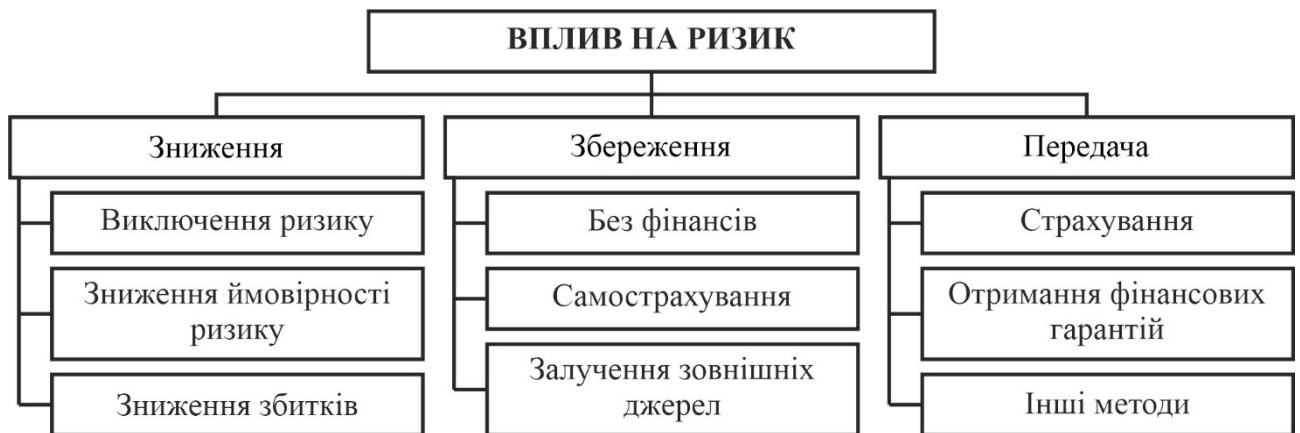 ВПЛИВ НА РИЗИК
Зниження
Виключення ризику
Зниження ймовірності
ризику
Зниження збитків
Збереження
Без фінансів
Самострахування
Залучення зовнішніх
джерел
Передача
Страхування
Отримання фінансових
гарантій
Інші методи